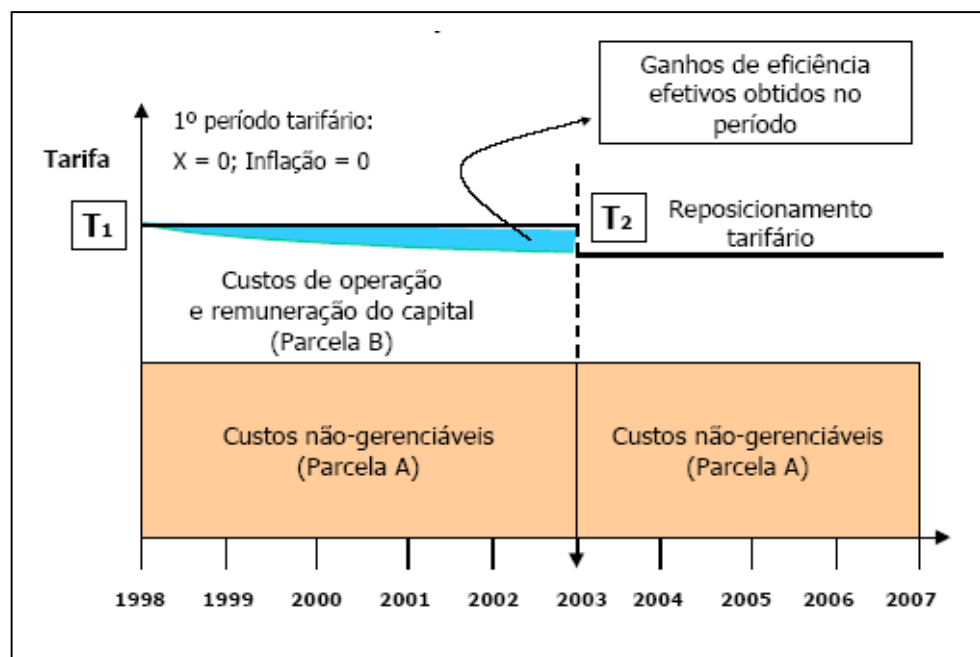 Ganhos de eficiência
efetivos obtidos no
período
1º período tarifário:
X = 0; Inflação = 0
Tarifa
T1
T2
Reposicionamento
tarifário
Custos de operação
e remuneração do capital
(Parcela B)
Custos não-gerenciáveis
(Parcela A)
Custos não-gerenciáveis
(Parcela A)
1998 1999 2000 2001 2002 2003 2004 2005 2006 2007